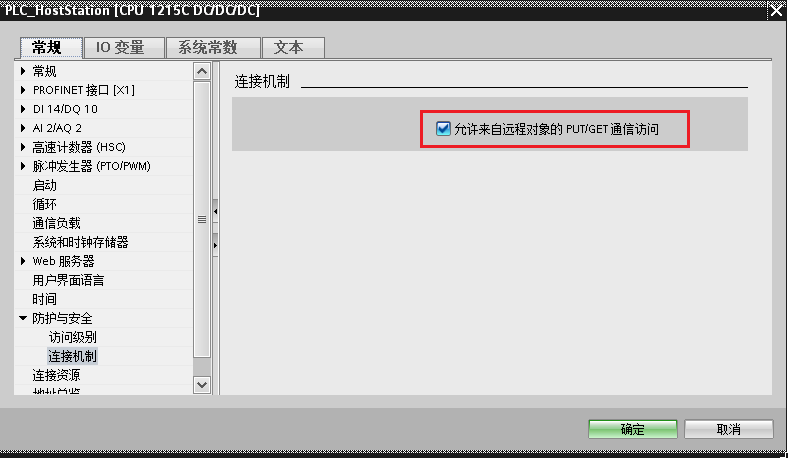 PLC_HostStation [CPU 1215C DC/DC/DC]
常规 IO 变量 系统常数 文本
常规
PROFINET 接口 [X1]
DI 14/DQ 10
AI 2/AQ 2
高速计数器 (HSC)
脉冲发生器 (PTO/PWM)
启动
循环
通信负载
系统和时钟存储器
Web 服务器
用户界面语言
时间
防护与安全
访问级别
连接机制
连接资源
地址总览
连接机制
允许来自远程对象的 PUT/GET 通信访问
确定 取消